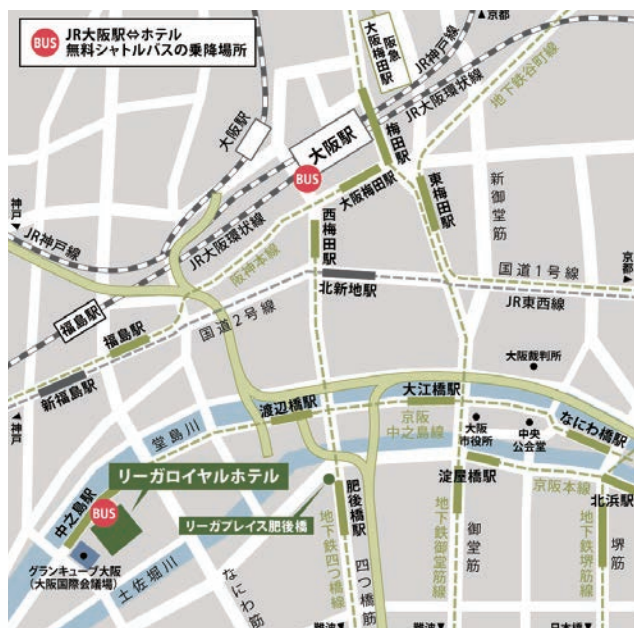 BUS
JR大阪駅⇔ホテル
無料シャトルバスの乗降場所
▲京都
阪急
大阪梅田駅
JR神戸線
JR大阪環状線
地下鉄谷町線
大阪駅
大阪駅
BUS
梅田駅
大阪梅田駅
東梅田駅
新御堂筋
西梅田駅
神戸
JR神戸線
JR大阪環状線
阪神本線
京都
国道1号線
北新地駅
JR東西線
福島駅
福島駅
国道2号線
新福島駅
大阪裁判所
神戸
堂島川
渡辺橋駅
大江橋駅
京阪
中之島線
大阪
市役所
中央
公会堂
なにわ橋駅
リーガロイヤルホテル
中之島駅
BUS
リーガプレイス肥後橋
肥後橋駅
淀屋橋駅
京阪本線
北浜駅
グランキューブ大阪
(大阪国際会議場)
土佐堀川
なにわ筋
地下鉄四つ橋線
四つ橋筋
地下鉄御堂筋線
御堂筋
地下鉄堺筋線
堺筋
難波▼
難波▼
日本橋▼